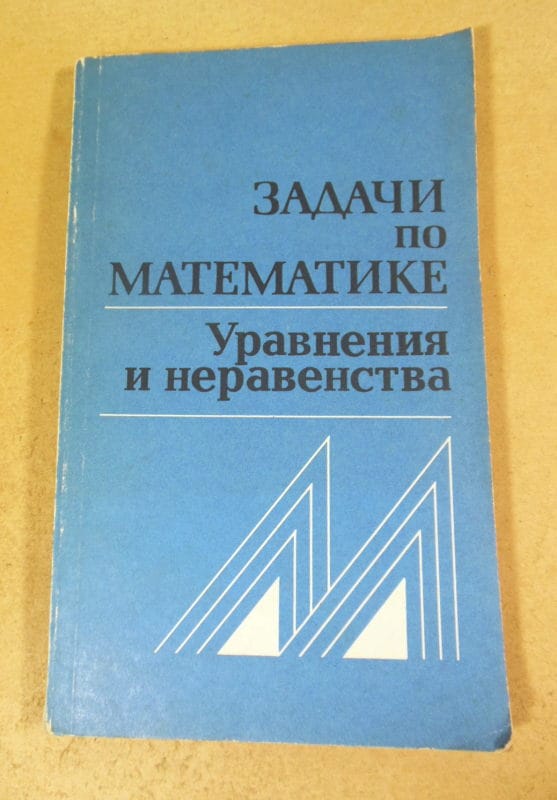 ЗАДАЧИ
ПО
МАТЕМАТИКЕ
Уравнения
и неравенства